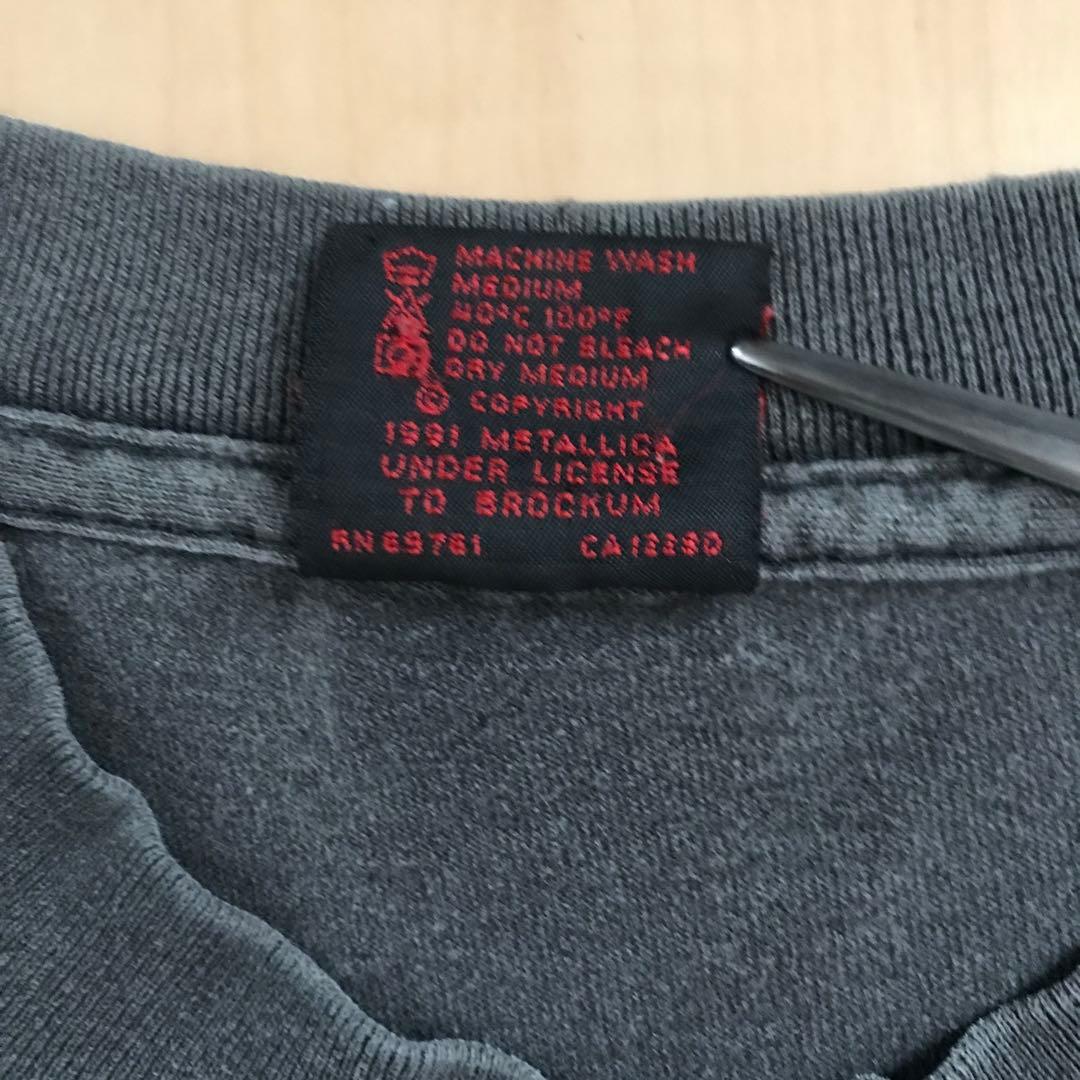 MACHINE WASH
MEDIUM
40°C 100°F
DO NOT BLEACH
DRY MEDIUM
© COPYRIGHT
1991 METALLICA
UNDER LICENSE
TO BROCKUM
RN 69761 CA12290